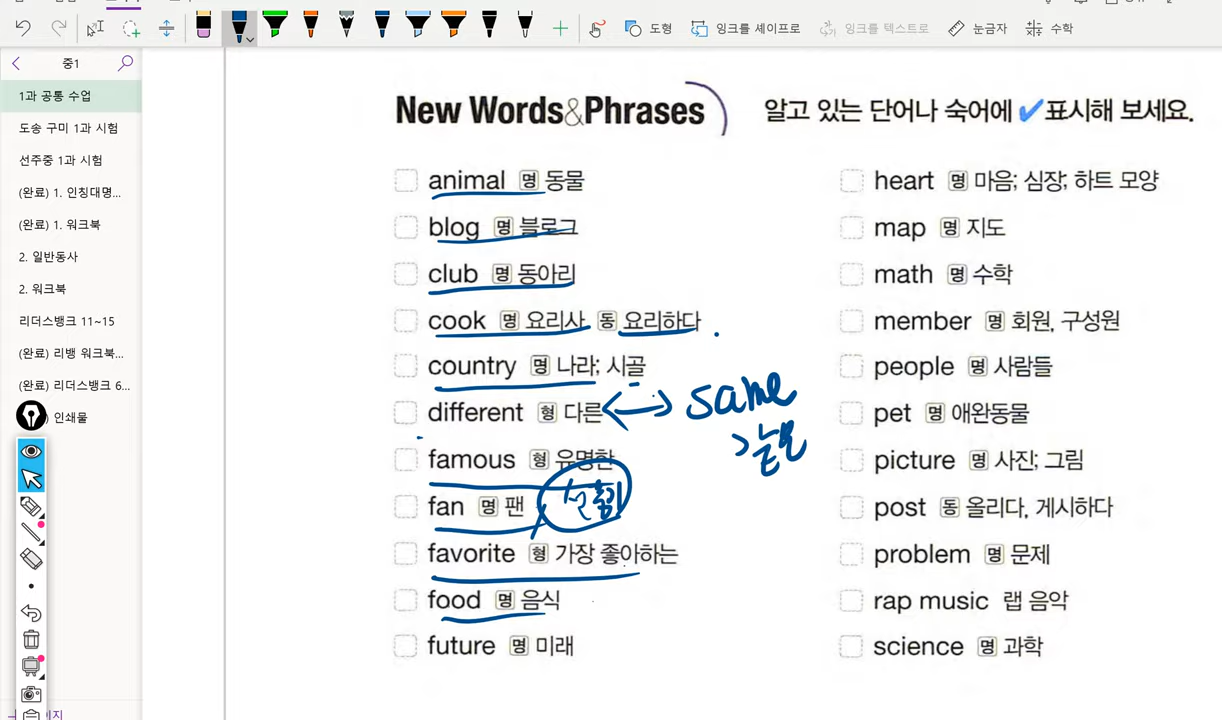 도형
잉크를 셰이프로
잉크를 텍스트로
눈금자
수학
중1
1과 공통 수업
도송 구미 1과 시험
선주중 1과 시험
(완료) 1. 인칭대명...
(완료) 1. 워크북
2. 일반동사
2. 워크북
리더스뱅크 11~15
(완료) 리뱅 워크북...
(완료) 리더스뱅크 6...
인쇄물
New Words&Phrases
알고 있는 단어나 숙어에 ✔표시해 보세요.
animal 명 동물
blog 명 블로그
club 명 동아리
cook 명 요리사 동 요리하다
country 명 나라; 시골
different 형 다른 ↔ same
같은
famous 형 유명한
fan 명 팬
favorite 형 가장 좋아하는
food 명 음식
future 명 미래
heart 명 마음; 심장; 하트 모양
map 명 지도
math 명 수학
member 명 회원, 구성원
people 명 사람들
pet 명 애완동물
picture 명 사진; 그림
post 동 올리다, 게시하다
problem 명 문제
rap music 랩 음악
science 명 과학